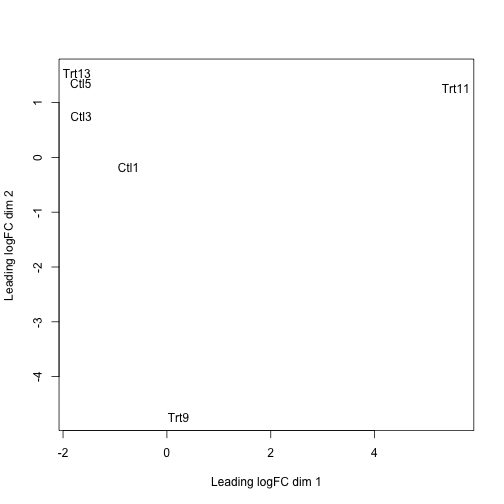 Trt13
Ctl5
Trt11
Ctl3
Ctl1
Trt9
1
0
-1
-2
-3
-4
Leading logFC dim 2
-2
0
2
4
Leading logFC dim 1